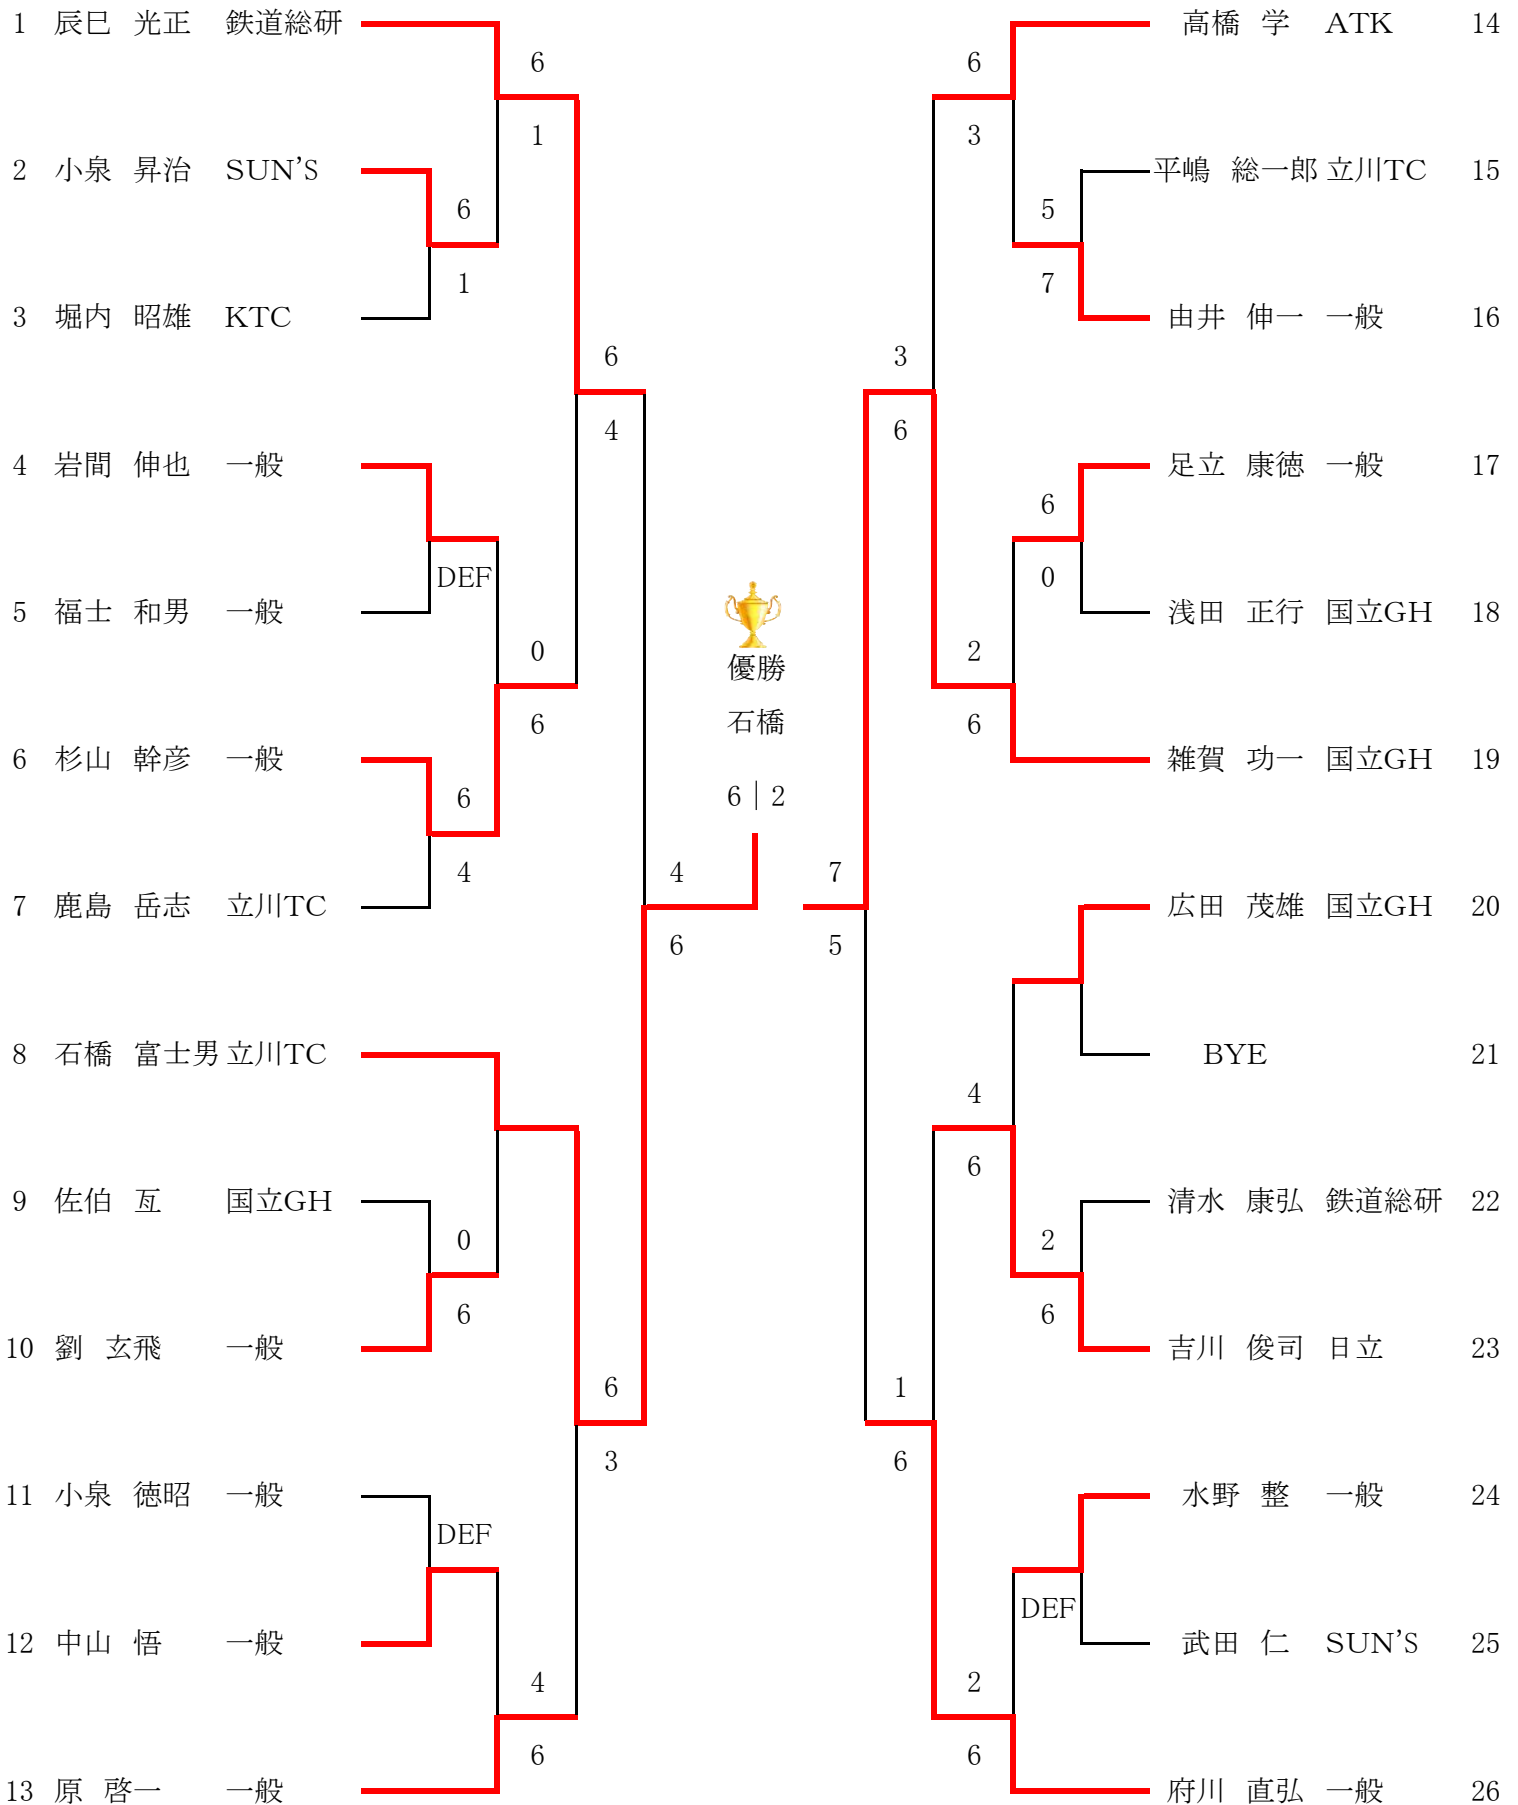 1 辰巳 光正 鉄道総研
6
1
2 小泉 昇治 SUN'S
6
1
3 堀内 昭雄 KTC
6
4
4 岩間 伸也 一般
DEF
5 福士 和男 一般
0
6
6 杉山 幹彦 一般
6
4
7 鹿島 岳志 立川TC
4
6
8 石橋 富士男 立川TC
9 佐伯 亙 国立GH
0
6
10 劉 玄飛 一般
6
3
11 小泉 徳昭 一般
DEF
12 中山 悟 一般
4
6
13 原 啓一 一般
優勝
石橋
6 | 2
高橋 学 ATK 14
6
3
平嶋 総一郎 立川TC 15
5
7
由井 伸一 一般 16
3
6
足立 康徳 一般 17
6
0
浅田 正行 国立GH 18
2
6
雑賀 功一 国立GH 19
7
5
広田 茂雄 国立GH 20
BYE 21
4
6
清水 康弘 鉄道総研 22
2
6
吉川 俊司 日立 23
1
6
水野 整 一般 24
DEF
武田 仁 SUN'S 25
2
6
府川 直弘 一般 26